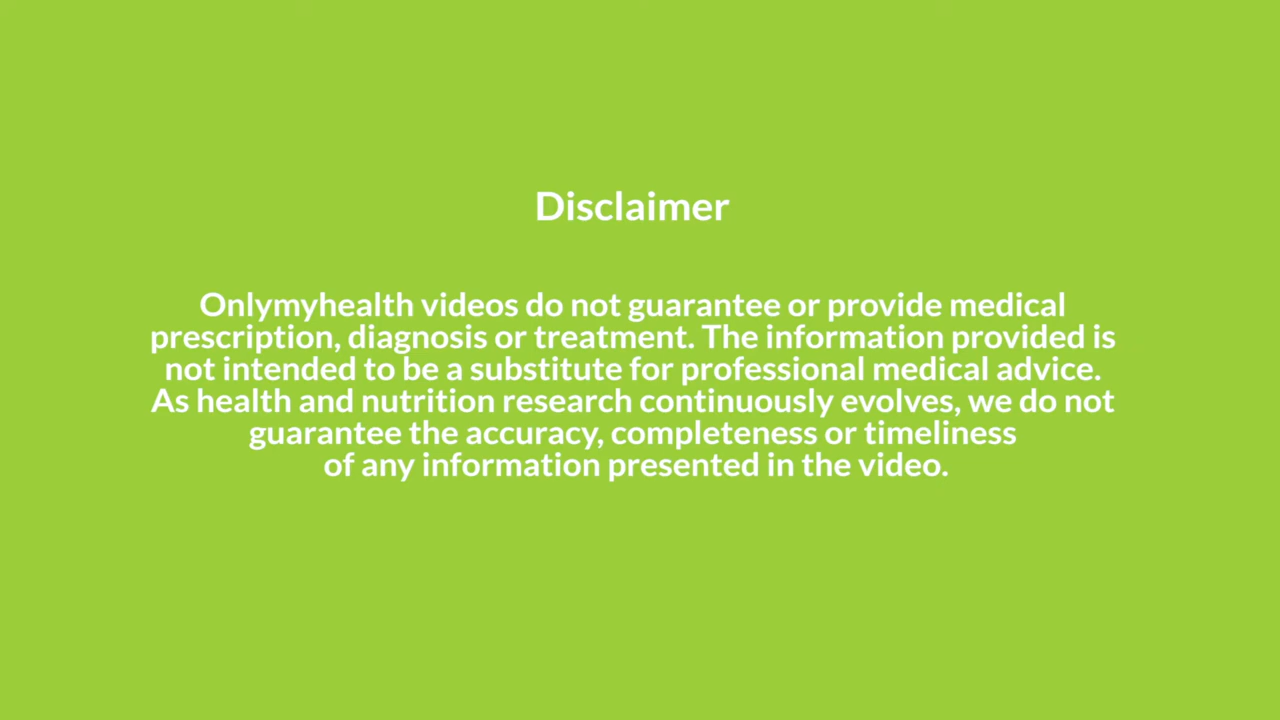 Disclaimer
Onlymyhealth videos do not guarantee or provide medical
prescription, diagnosis or treatment. The information provided is
not intended to be a substitute for professional medical advice.
As health and nutrition research continuously evolves, we do not
guarantee the accuracy, completeness or timeliness
of any information presented in the video.